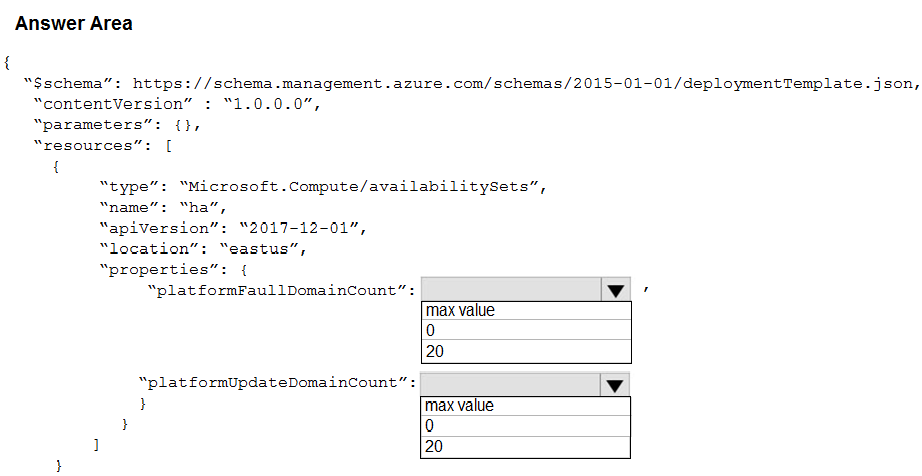 Answer Area
{
“$schema”: https://schema.management.azure.com/schemas/2015-01-01/deploymentTemplate.json,
“contentVersion” : “1.0.0.0”,
“parameters”: {},
“resources”: [
{
“type”: “Microsoft.Compute/availabilitySets”,
“name”: “ha”,
“apiVersion”: “2017-12-01”,
“location”: “eastus”,
“properties”: {
“platformFaullDomainCount”: ,
max value
0
20
“platformUpdateDomainCount”:
max value
0
20
}
}
]
}